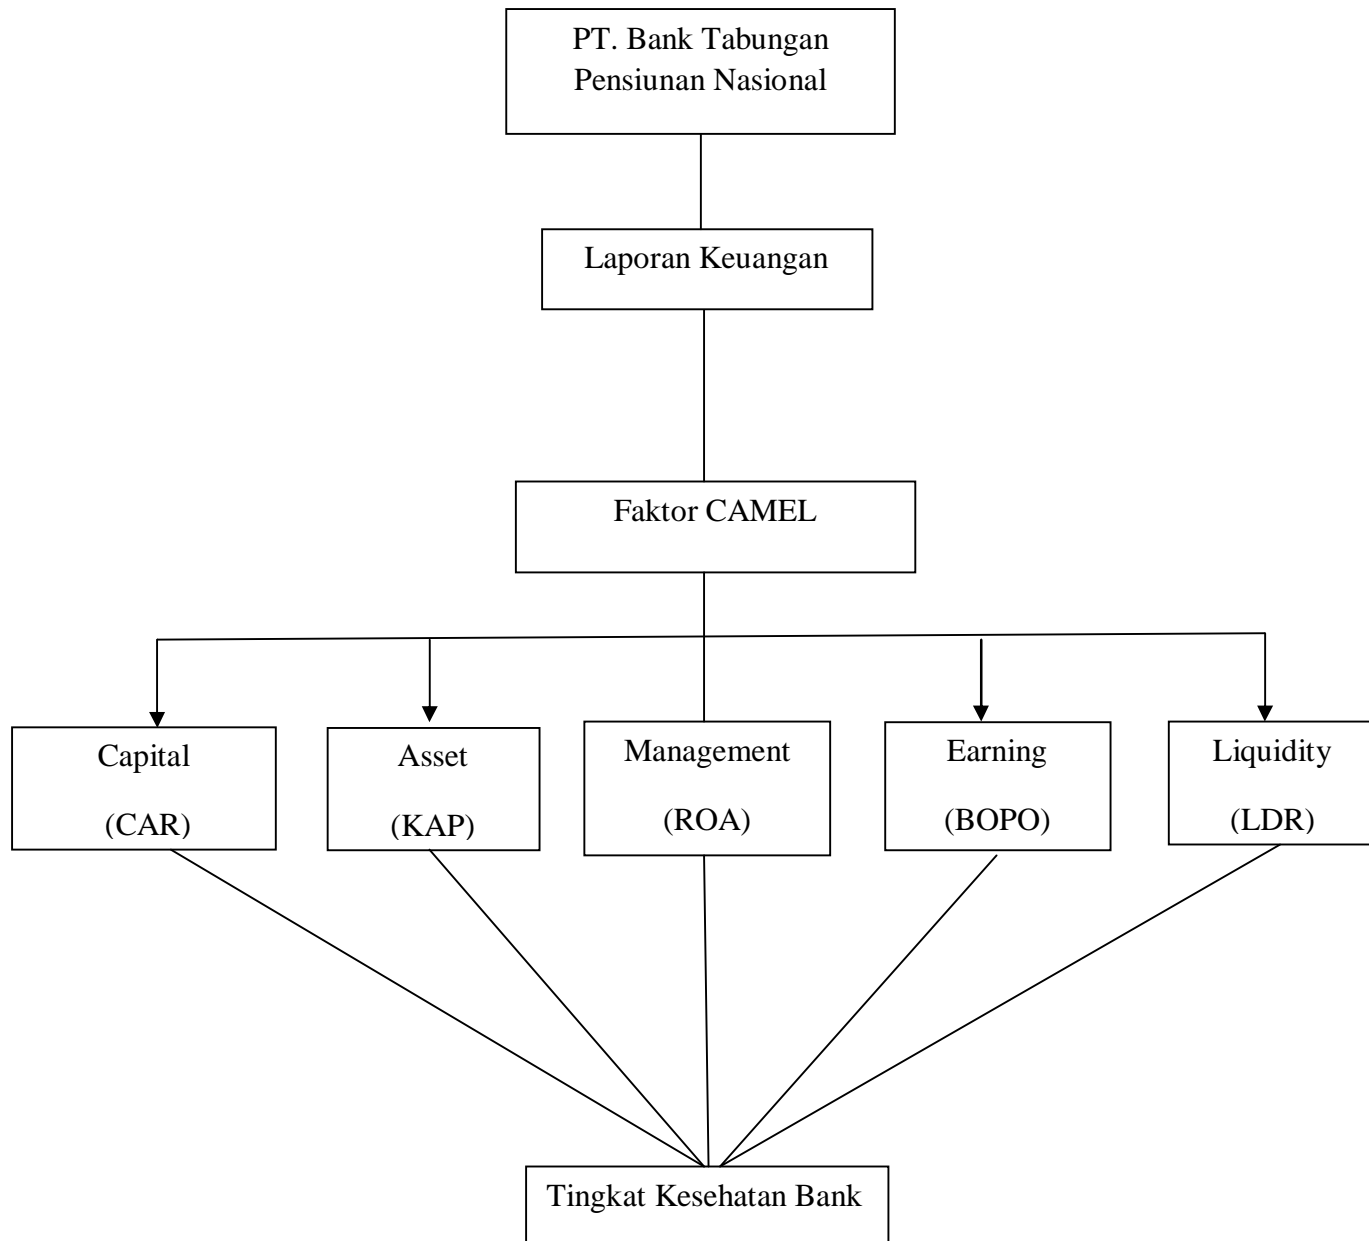 PT. Bank Tabungan
Pensiunan Nasional
Laporan Keuangan
Faktor CAMEL
Capital
(CAR)
Asset
(KAP)
Management
(ROA)
Earning
(BOPO)
Liquidity
(LDR)
Tingkat Kesehatan Bank